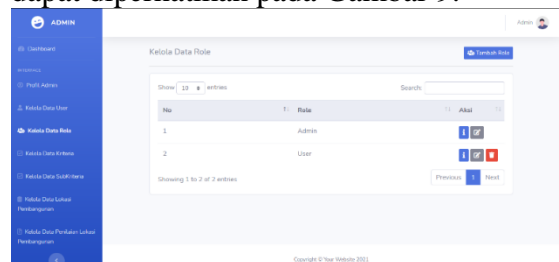 dapat diperhatikan pada Gambar 9.
ADMIN
Admin
Dashboard
INTERFACE
Profil Admin
Kelola Data User
Kelola Data Role
Kelola Data Kriteria
Kelola Data SubKriteria
Kelola Data Lokasi
Pembangunan
Kelola Data Penilaian Lokasi
Pembangunan
Kelola Data Role
Tambah Role
Show 10 entries
Search:
No Role Aksi
1 Admin
2 User
Showing 1 to 2 of 2 entries
Previous 1 Next
Copyright © Your Website 2021